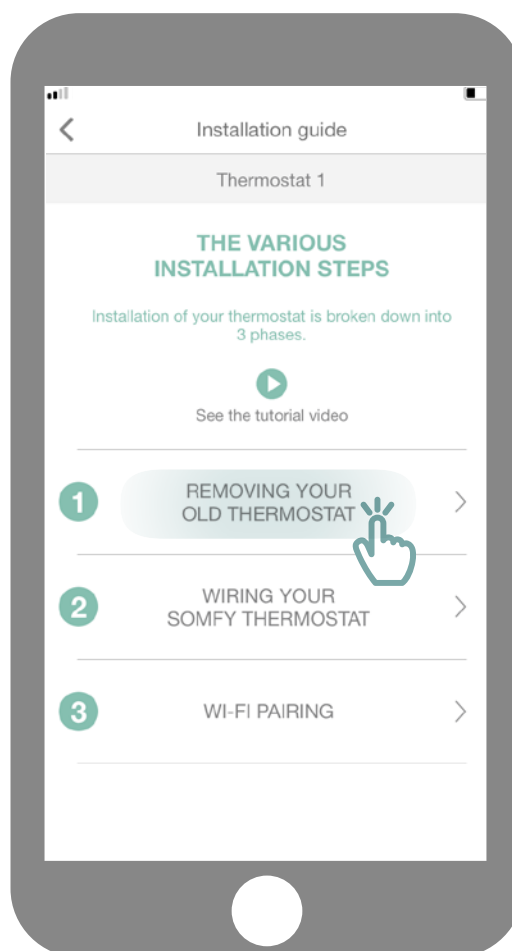 Installation guide
Thermostat 1
THE VARIOUS
INSTALLATION STEPS
Installation of your thermostat is broken down into
3 phases.
See the tutorial video
1
REMOVING YOUR
OLD THERMOSTAT
2
WIRING YOUR
SOMFY THERMOSTAT
3
WI-FI PAIRING